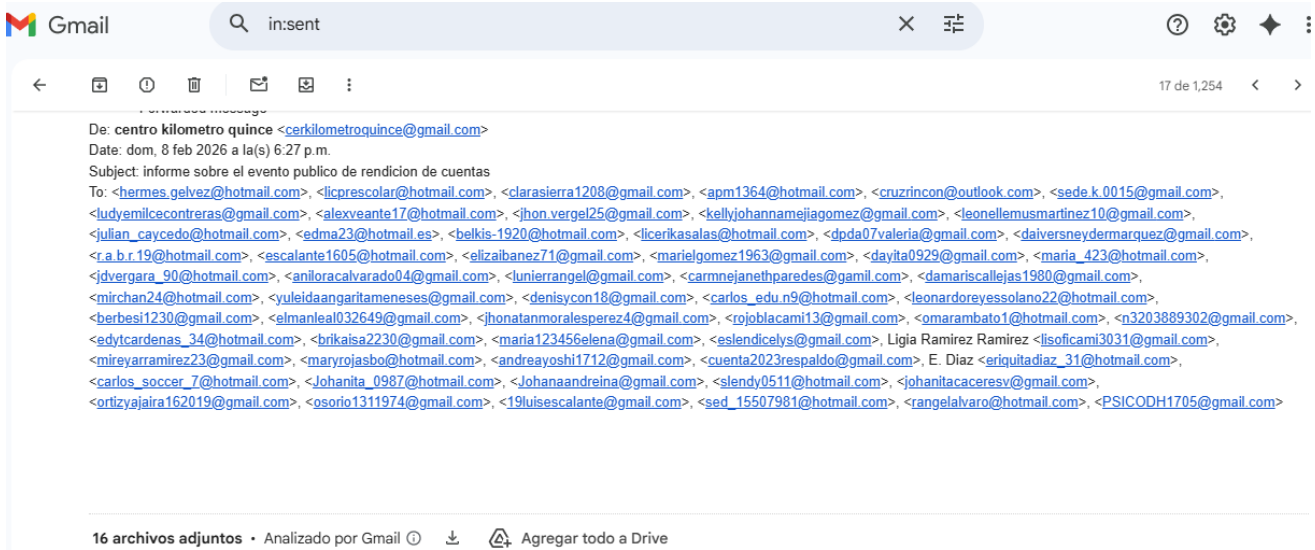 Gmail
in:sent
17 de 1,254
Forwarded message
De: centro kilometro quince <cerkilometroquince@gmail.com>
Date: dom, 8 feb 2026 a la(s) 6:27 p.m.
Subject: informe sobre el evento publico de rendicion de cuentas
To: <hermes.gelvez@hotmail.com>, <licprescolar@hotmail.com>, <clarasierra1208@gmail.com>, <apm1364@hotmail.com>, <cruzrincon@outlook.com>, <sede.k.0015@gmail.com>,
<ludyemilcecontreras@gmail.com>, <alexveante17@hotmail.com>, <jhon.vergel25@gmail.com>, <kellyjohannamejiagomez@gmail.com>, <leonellemusmartinez10@gmail.com>,
<julian_caycedo@hotmail.com>, <edma23@hotmail.es>, <belkis-1920@hotmail.com>, <licerikasalas@hotmail.com>, <dpda07valeria@gmail.com>, <daiversneydermarquez@gmail.com>,
<r.a.b.r.19@hotmail.com>, <escalante1605@hotmail.com>, <elizaibanez71@gmail.com>, <marielgomez1963@gmail.com>, <dayita0929@gmail.com>, <maria_423@hotmail.com>,
<jdvergara_90@hotmail.com>, <aniloracalvarado04@gmail.com>, <lunierrangel@gmail.com>, <carmnejanethparedes@gamil.com>, <damariscallejas1980@gmail.com>,
<mirchan24@hotmail.com>, <yuleidaangaritameneses@gmail.com>, <denisycon18@gmail.com>, <carlos_edu.n9@hotmail.com>, <leonardoreyessolano22@hotmail.com>,
<berbesi1230@gmail.com>, <elmanleal032649@gmail.com>, <jhonatanmoralesperez4@gmail.com>, <rojoblacami13@gmail.com>, <omarambato1@hotmail.com>, <n3203889302@gmail.com>,
<edytcardenas_34@hotmail.com>, <brikaisa2230@gmail.com>, <maria123456elena@gmail.com>, <eslendicelys@gmail.com>, Ligia Ramirez Ramirez <lisoficami3031@gmail.com>,
<mireyarramirez23@gmail.com>, <maryrojasbo@hotmail.com>, <andreayoshi1712@gmail.com>, <cuenta2023respaldo@gmail.com>, E. Diaz <eriquitadiaz_31@hotmail.com>,
<carlos_soccer_7@hotmail.com>, <Johanita_0987@hotmail.com>, <Johanaandreina@gmail.com>, <slendy0511@hotmail.com>, <johanitacaceresv@gmail.com>,
<ortizyajaira162019@gmail.com>, <osorio1311974@gmail.com>, <19luisescalante@gmail.com>, <sed_15507981@hotmail.com>, <rangelalvaro@hotmail.com>, <PSICODH1705@gmail.com>
16 archivos adjuntos • Analizado por Gmail Agregar todo a Drive